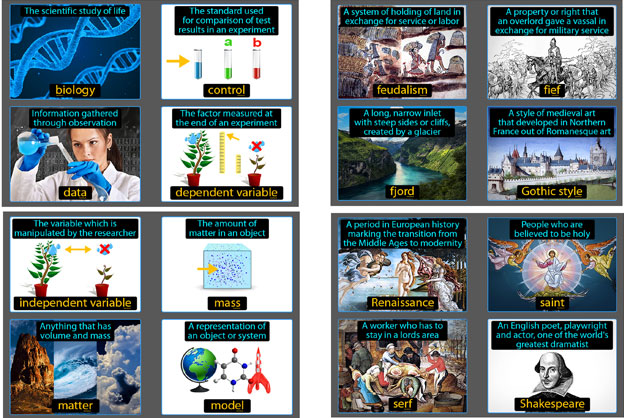 The scientific study of life
biology
The standard used
for comparison of test
results in an experiment
a
b
control
Information gathered
through observation
data
The factor measured at
the end of an experiment
dependent variable
A system of holding of land in
exchange for service or labor
feudalism
A property or right that
an overlord gave a vassal in
exchange for military service
fief
A long, narrow inlet
with steep sides or cliffs,
created by a glacier
fjord
A style of medieval art
that developed in Northern
France out of Romanesque art
Gothic style
The variable which is
manipulated by the researcher
independent variable
The amount of
matter in an object
mass
Anything that has
volume and mass
matter
A representation of
an object or system
model
A period in European history
marking the transition from
the Middle Ages to modernity
Renaissance
People who are
believed to be holy
saint
A worker who has to
stay in a lords area
serf
An English poet, playwright
and actor, one of the world's
greatest dramatist
Shakespeare